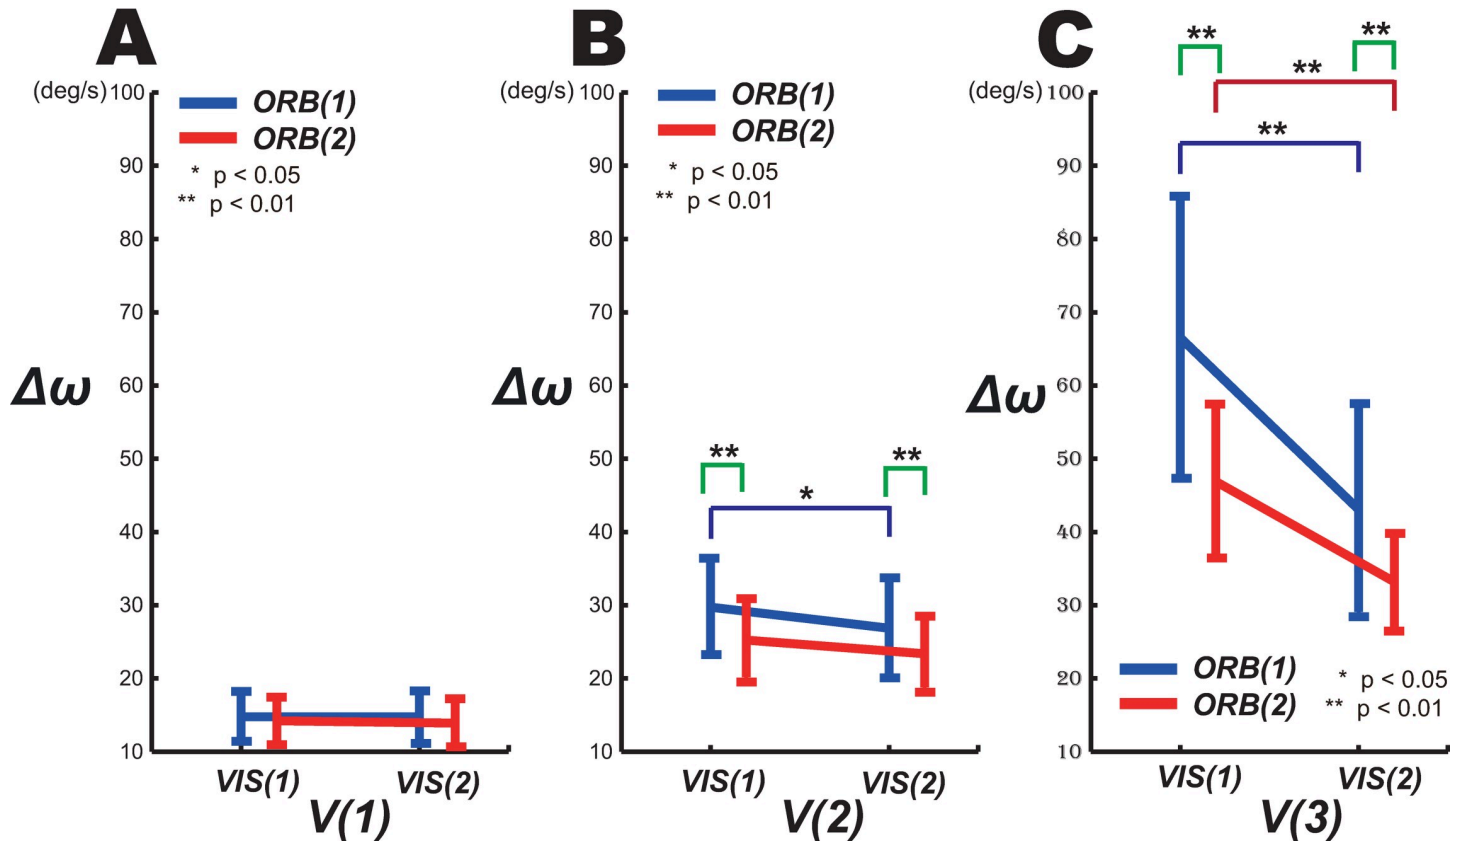 A
(deg/s)
100
90
80
70
60
50
40
30
20
10
Δω
ORB(1)
ORB(2)
* p < 0.05
** p < 0.01
VIS(1) VIS(2)
V(1)
B
(deg/s)
100
90
80
70
60
50
40
30
20
10
Δω
ORB(1)
ORB(2)
* p < 0.05
** p < 0.01
** **
*
VIS(1) VIS(2)
V(2)
C
(deg/s)
100
90
80
70
60
50
40
30
20
10
Δω
** **
**
**
ORB(1)
ORB(2)
* p < 0.05
** p < 0.01
VIS(1) VIS(2)
V(3)